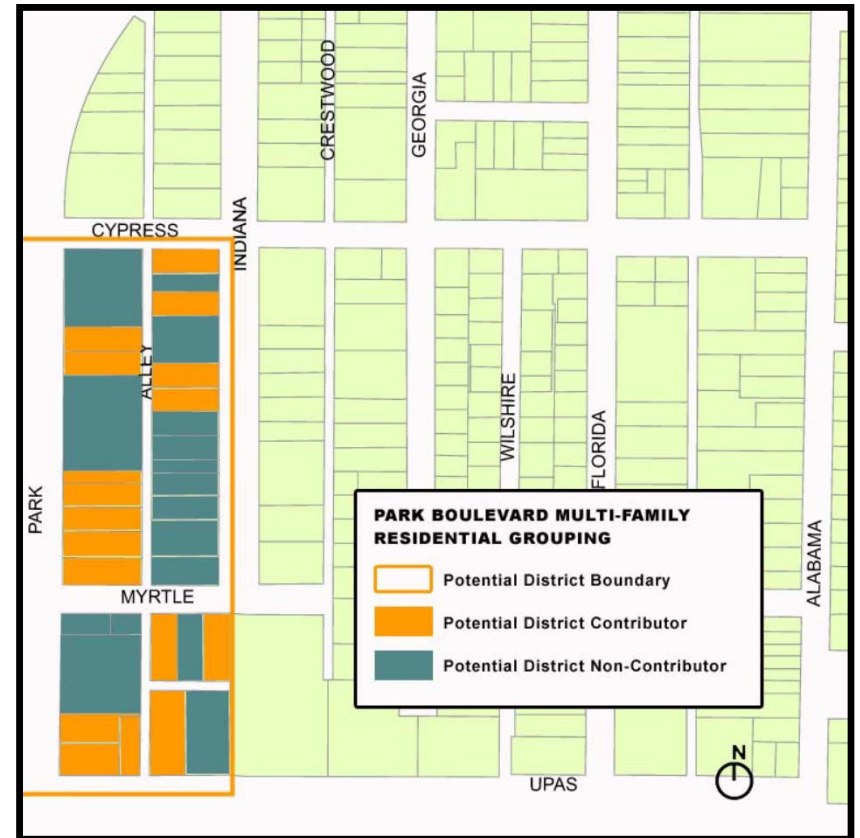 CRESTWOOD
GEORGIA
CYPRESS
INDIANA
ALLEY
WILSHIRE
FLORIDA
PARK
ALABAMA
MYRTLE
PARK BOULEVARD MULTI-FAMILY
RESIDENTIAL GROUPING
Potential District Boundary
Potential District Contributor
Potential District Non-Contributor
N
UPAS